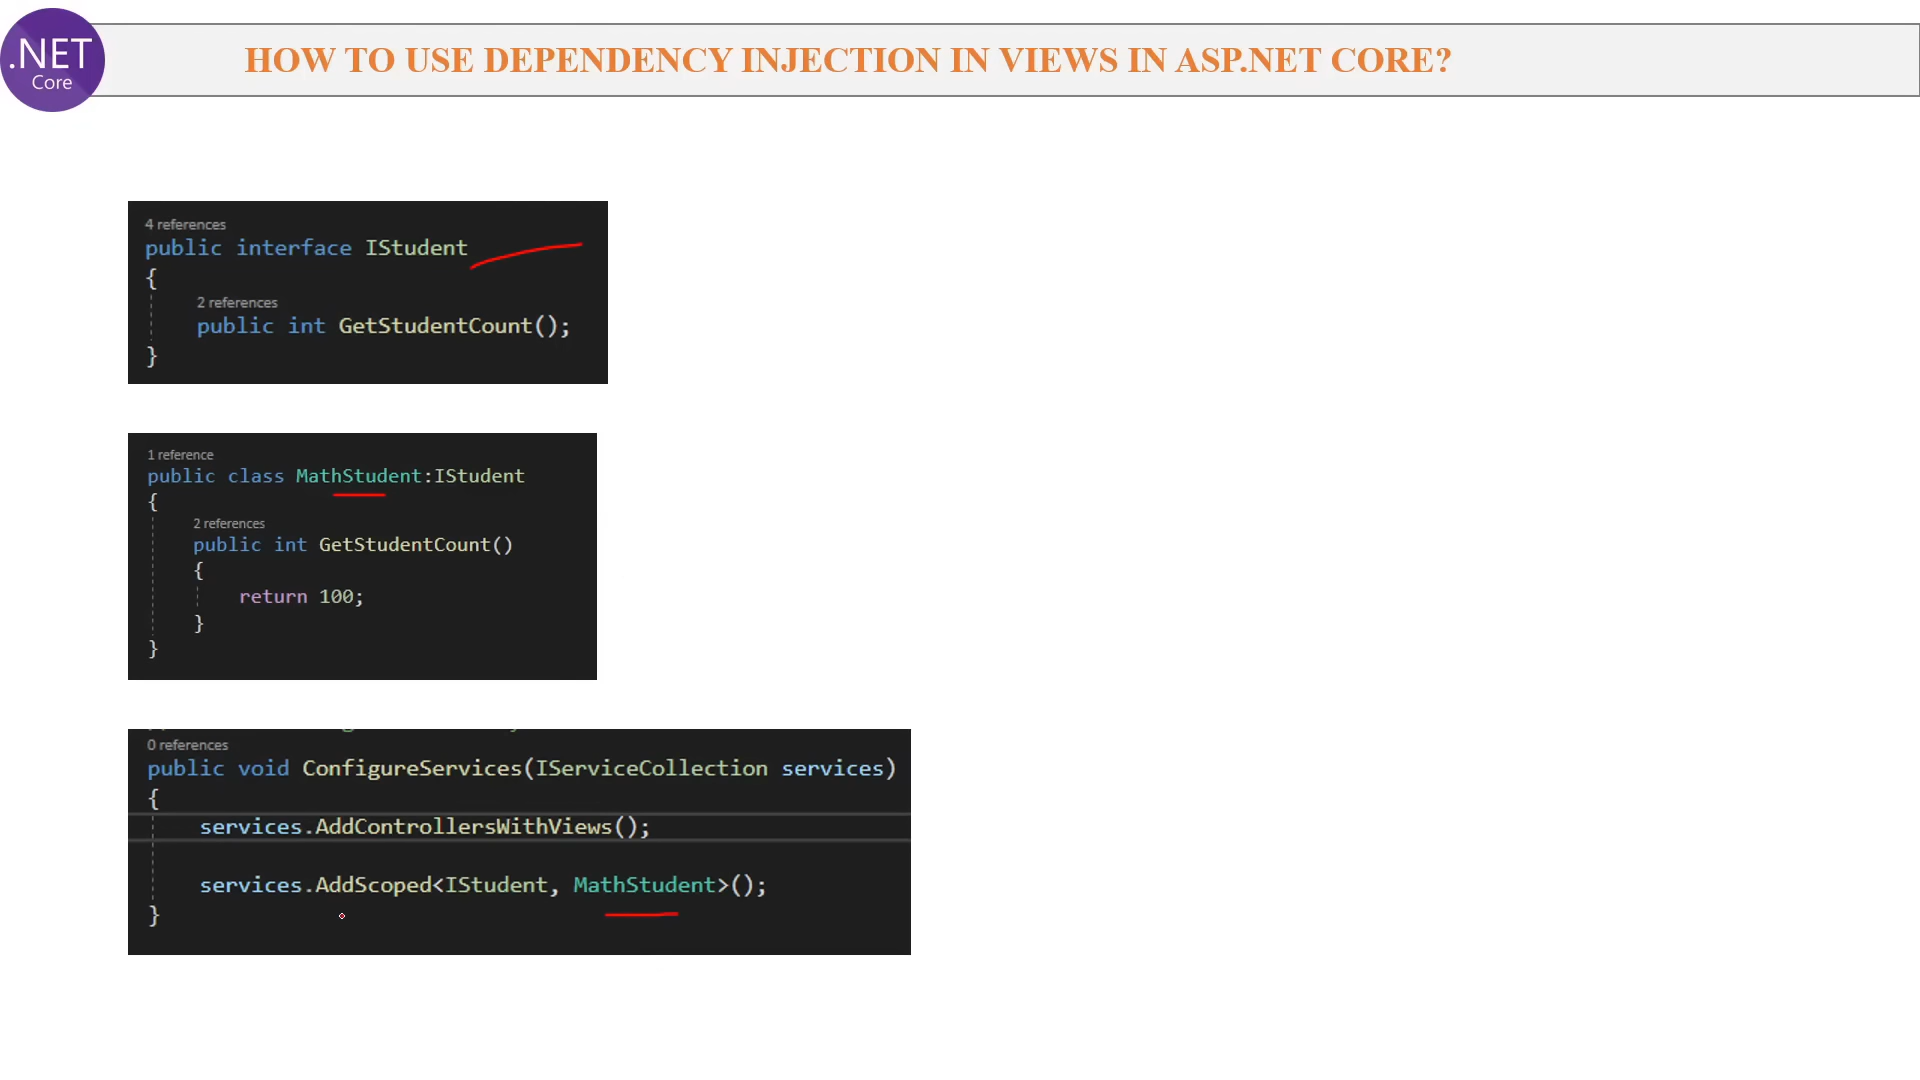 .NET
Core
HOW TO USE DEPENDENCY INJECTION IN VIEWS IN ASP.NET CORE?
4 references
public interface IStudent
{
2 references
public int GetStudentCount();
}
1 reference
public class MathStudent:IStudent
{
2 references
public int GetStudentCount()
{
return 100;
}
}
0 references
public void ConfigureServices(IServiceCollection services)
{
services.AddControllersWithViews();
services.AddScoped<IStudent, MathStudent>();
}